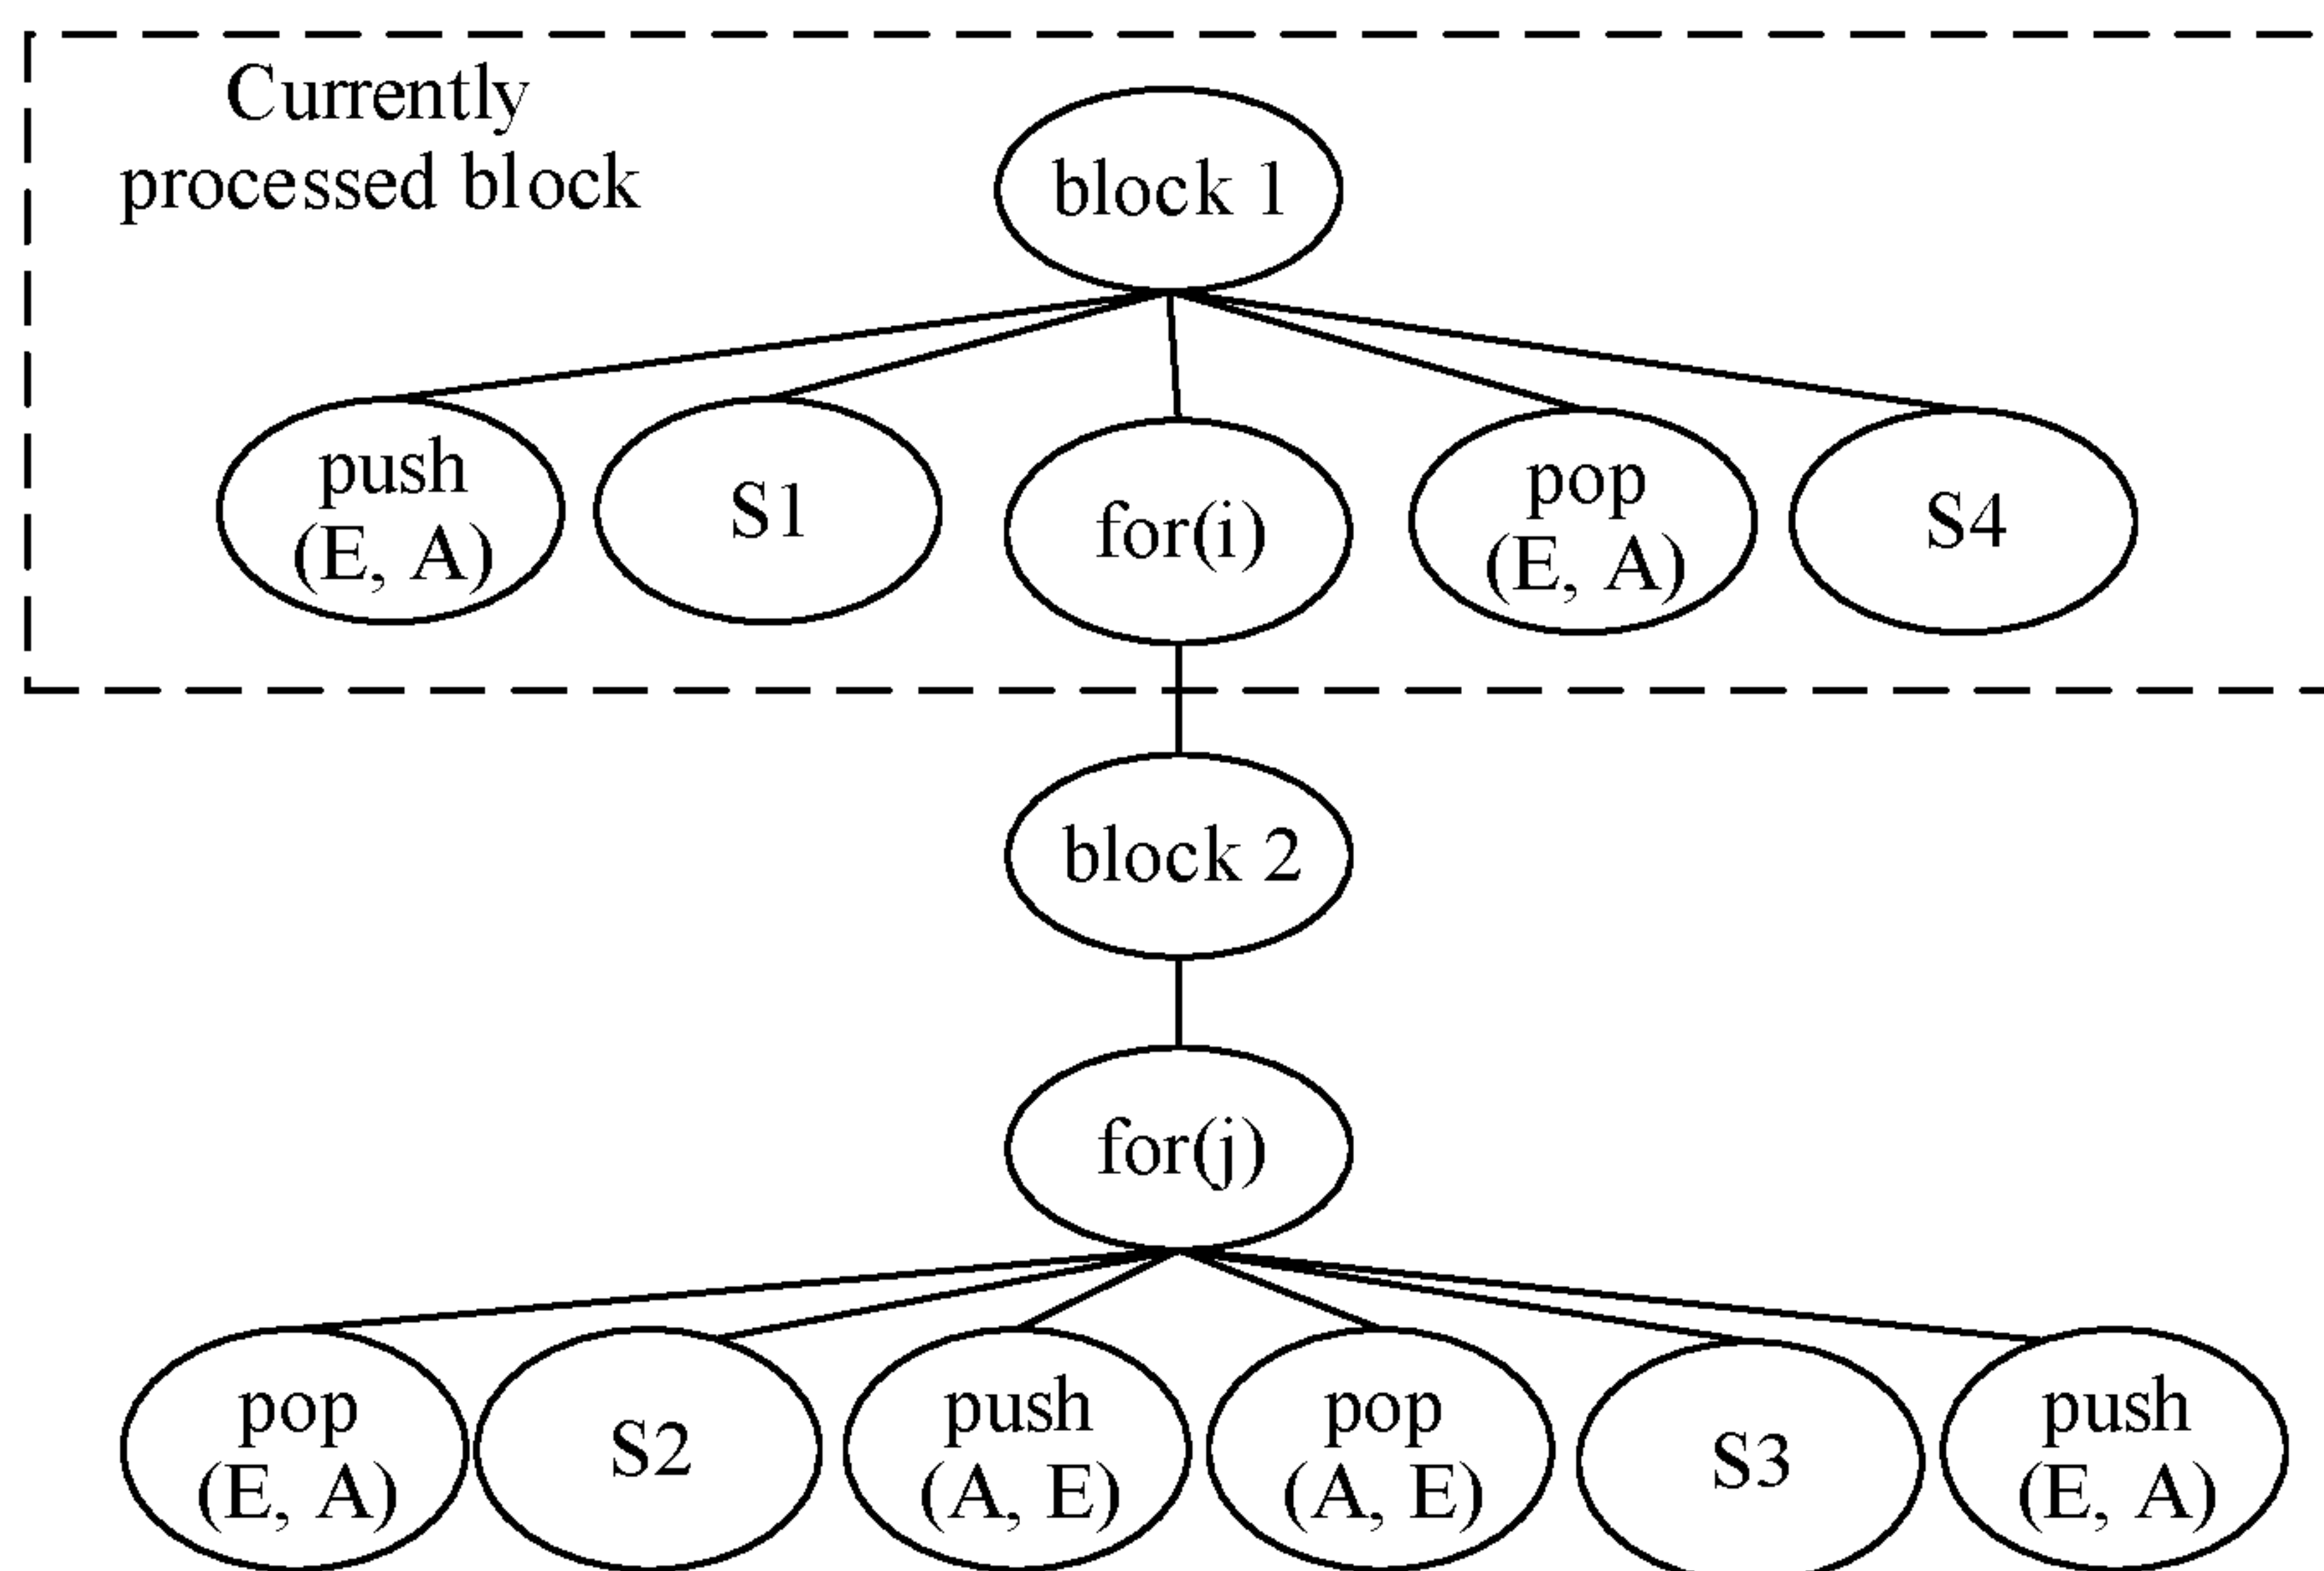 Currently
processed block
block 1
push
(E, A)
S1
for(i)
pop
(E, A)
S4
block 2
for(j)
pop
(E, A)
S2
push
(A, E)
pop
(A, E)
S3
push
(E, A)